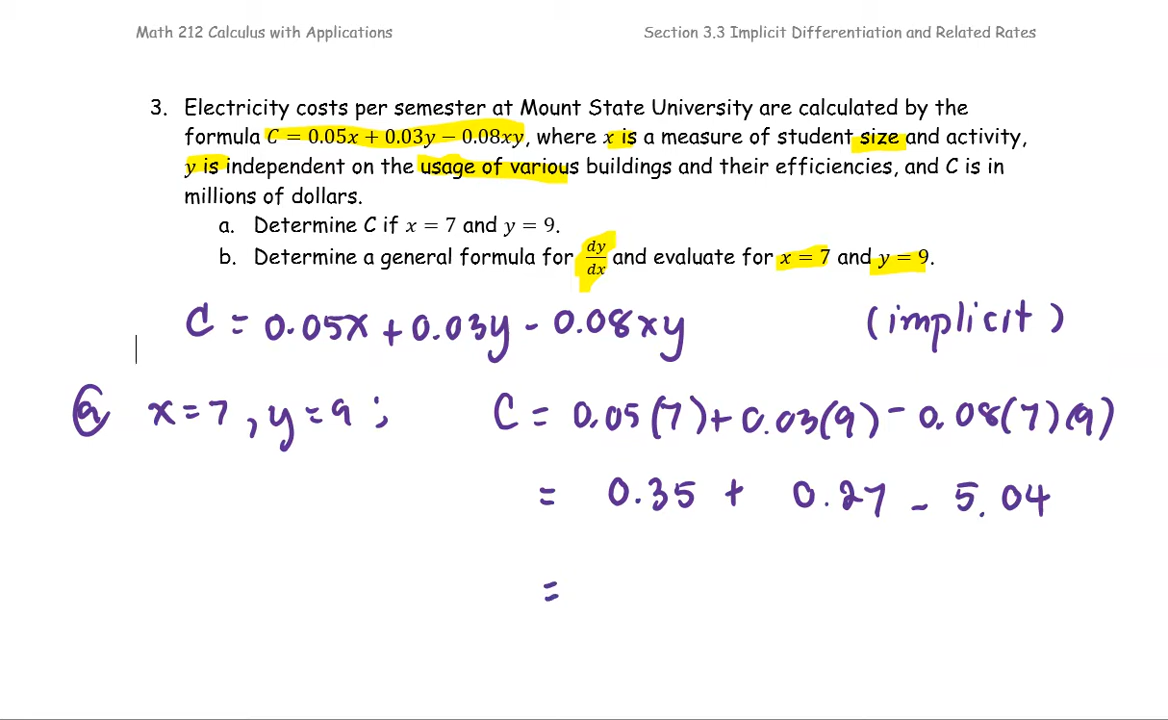 Math 212 Calculus with Applications Section 3.3 Implicit Differentiation and Related Rates
3. Electricity costs per semester at Mount State University are calculated by the
formula C = 0.05x + 0.03y − 0.08xy, where x is a measure of student size and activity,
y is independent on the usage of various buildings and their efficiencies, and C is in
millions of dollars.
a. Determine C if x = 7 and y = 9.
b. Determine a general formula for dy/dx and evaluate for x = 7 and y = 9.
C = 0.05x + 0.03y - 0.08xy (implicit)
ⓐ x = 7, y = 9 ; C = 0.05(7) + 0.03(9) - 0.08(7)(9)
= 0.35 + 0.27 - 5.04
=